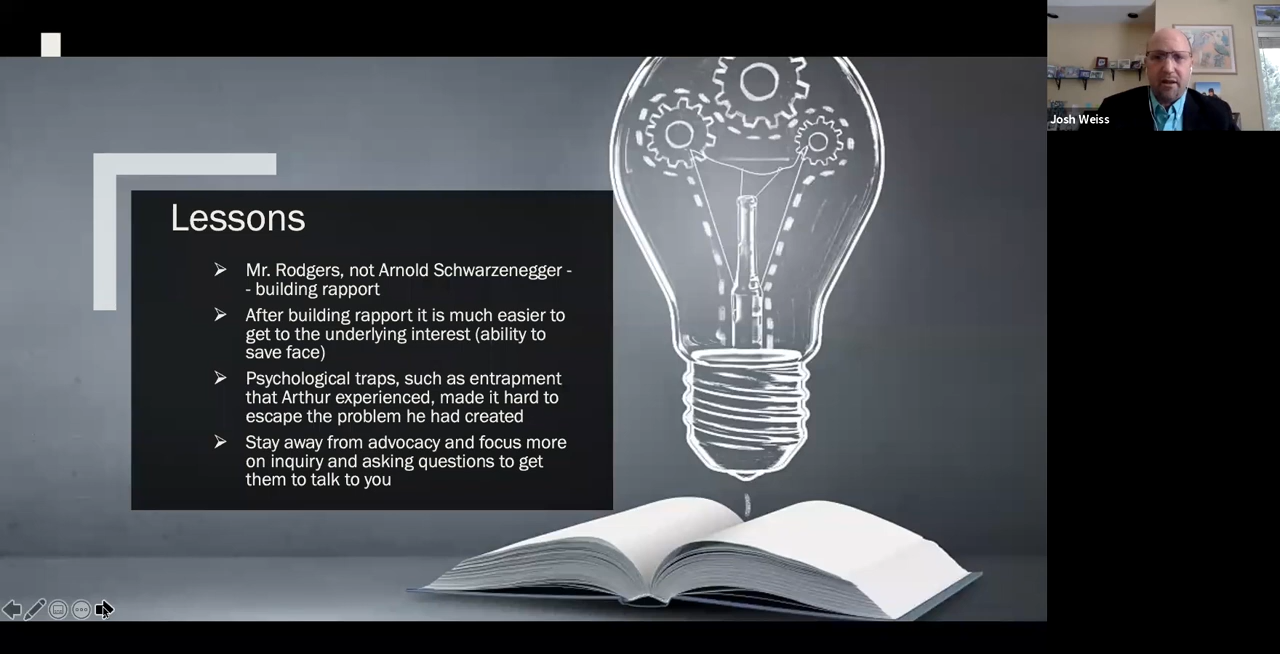 Lessons
➢ Mr. Rodgers, not Arnold Schwarzenegger -
- building rapport
➢ After building rapport it is much easier to
get to the underlying interest (ability to
save face)
➢ Psychological traps, such as entrapment
that Arthur experienced, made it hard to
escape the problem he had created
➢ Stay away from advocacy and focus more
on inquiry and asking questions to get
them to talk to you
Josh Weiss